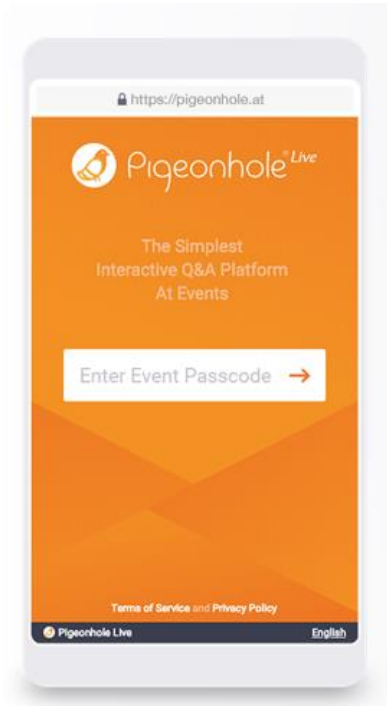 https://pigeonhole.at
Pigeonhole® Live
The Simplest
Interactive Q&A Platform
At Events
Enter Event Passcode →
Terms of Service and Privacy Policy
Pigeonhole Live English